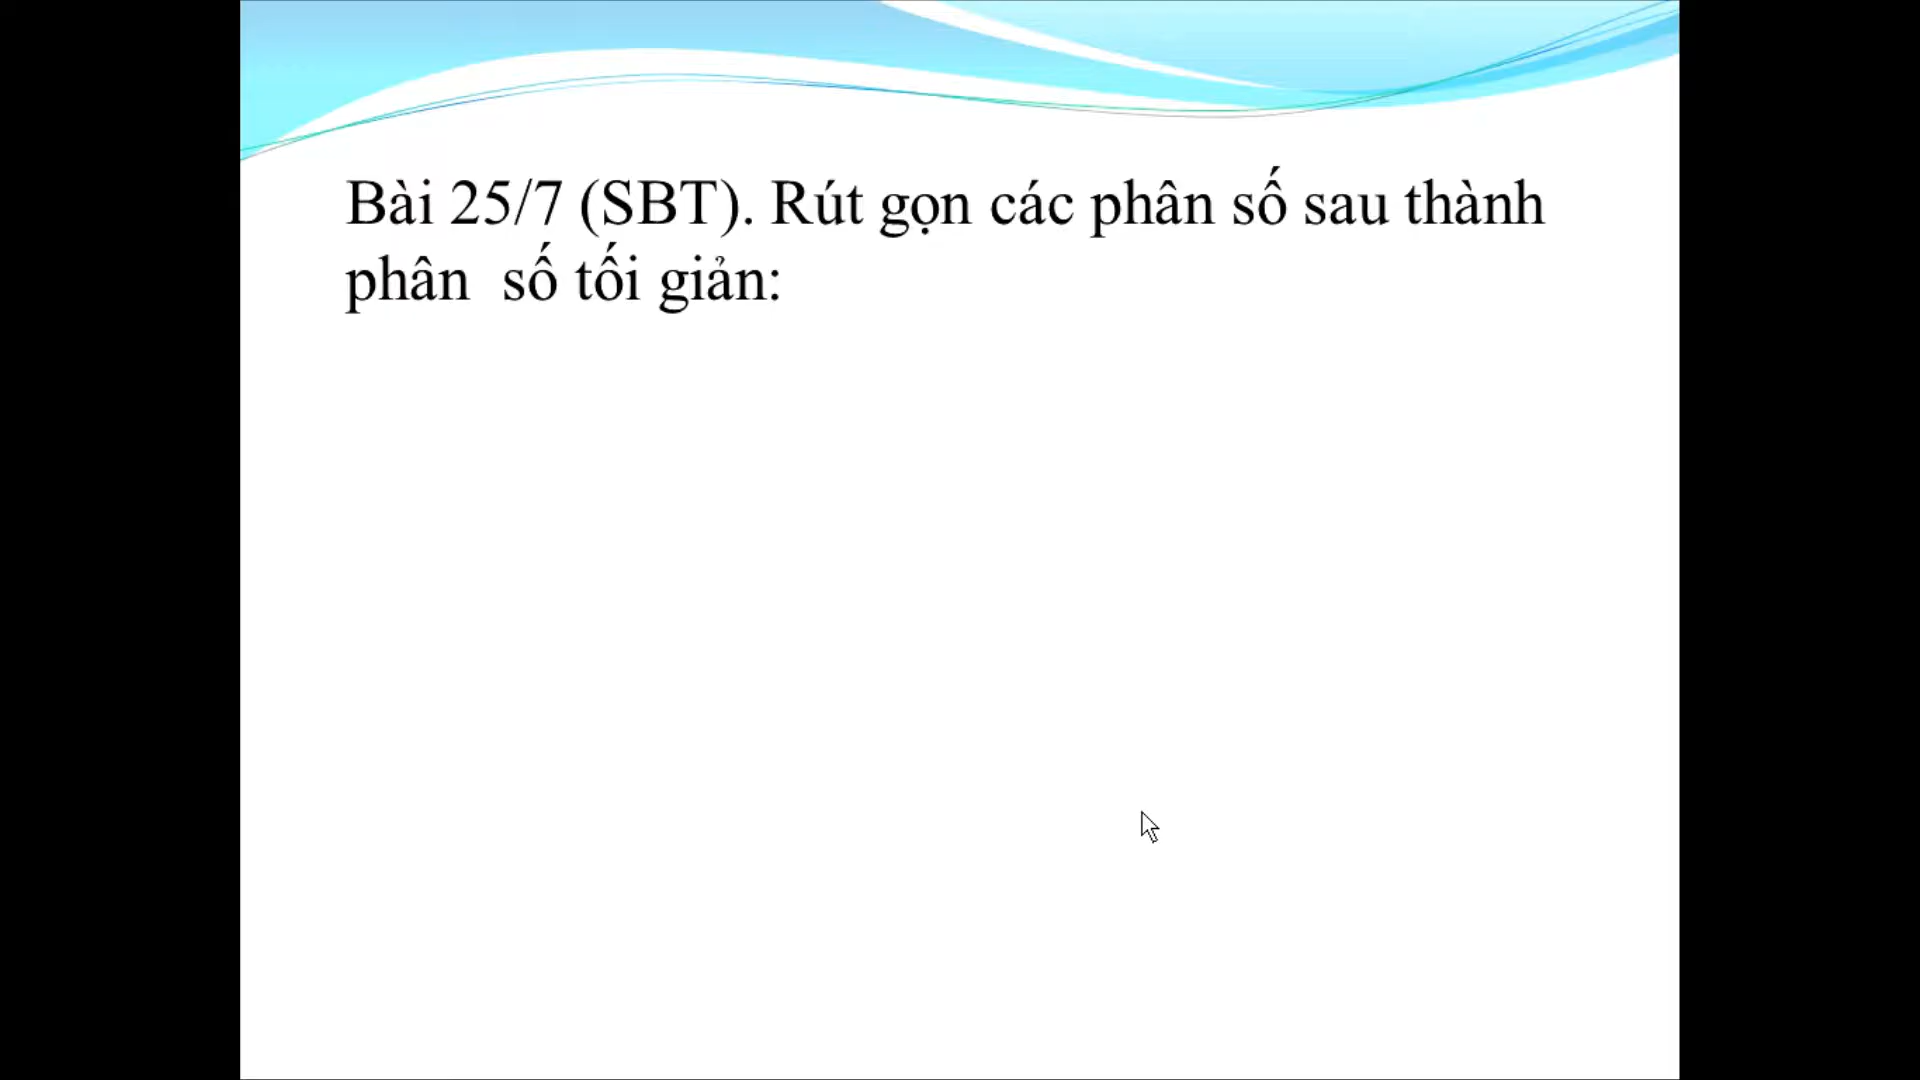 Bài 25/7 (SBT). Rút gọn các phân số sau thành
phân  số tối giản: